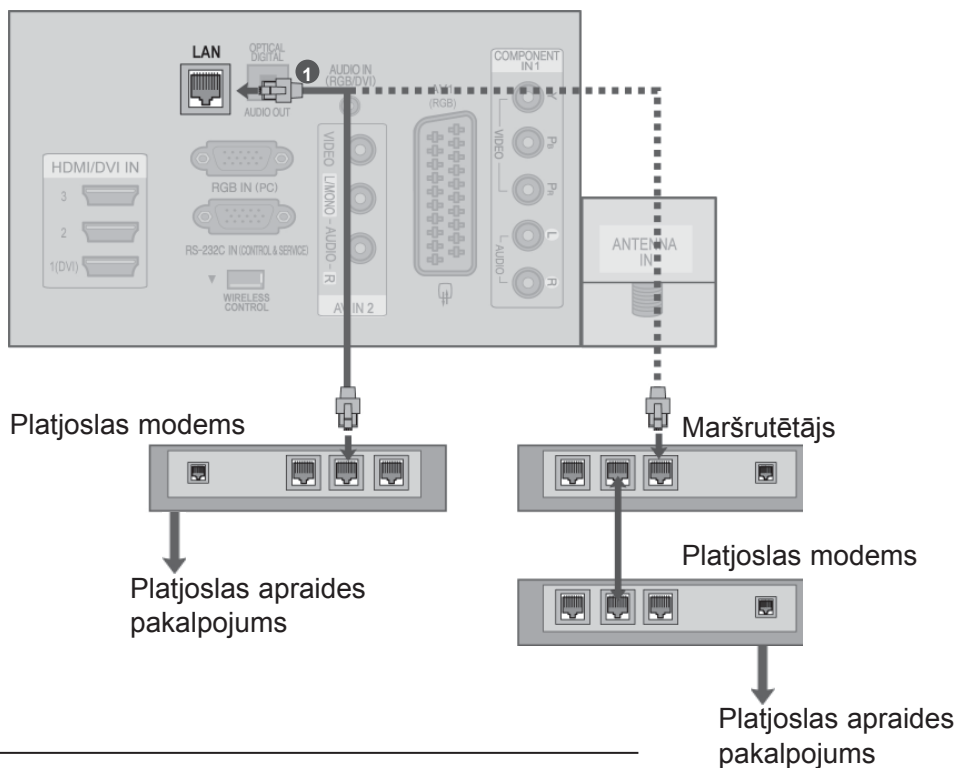 LAN
OPTICAL
DIGITAL
AUDIO OUT
1
AUDIO IN
(RGB/DVI)
AV 1
(RGB)
COMPONENT
IN 1
Y
PB
PR
VIDEO
L
R
AUDIO
HDMI/DVI IN
3
2
1(DVI)
RGB IN (PC)
RS-232C IN (CONTROL & SERVICE)
WIRELESS
CONTROL
VIDEO
L/MONO - AUDIO - R
AV IN 2
ANTENNA
IN
Platjoslas modems
Maršrutētājs
Platjoslas apraides
pakalpojums
Platjoslas modems
Platjoslas apraides
pakalpojums